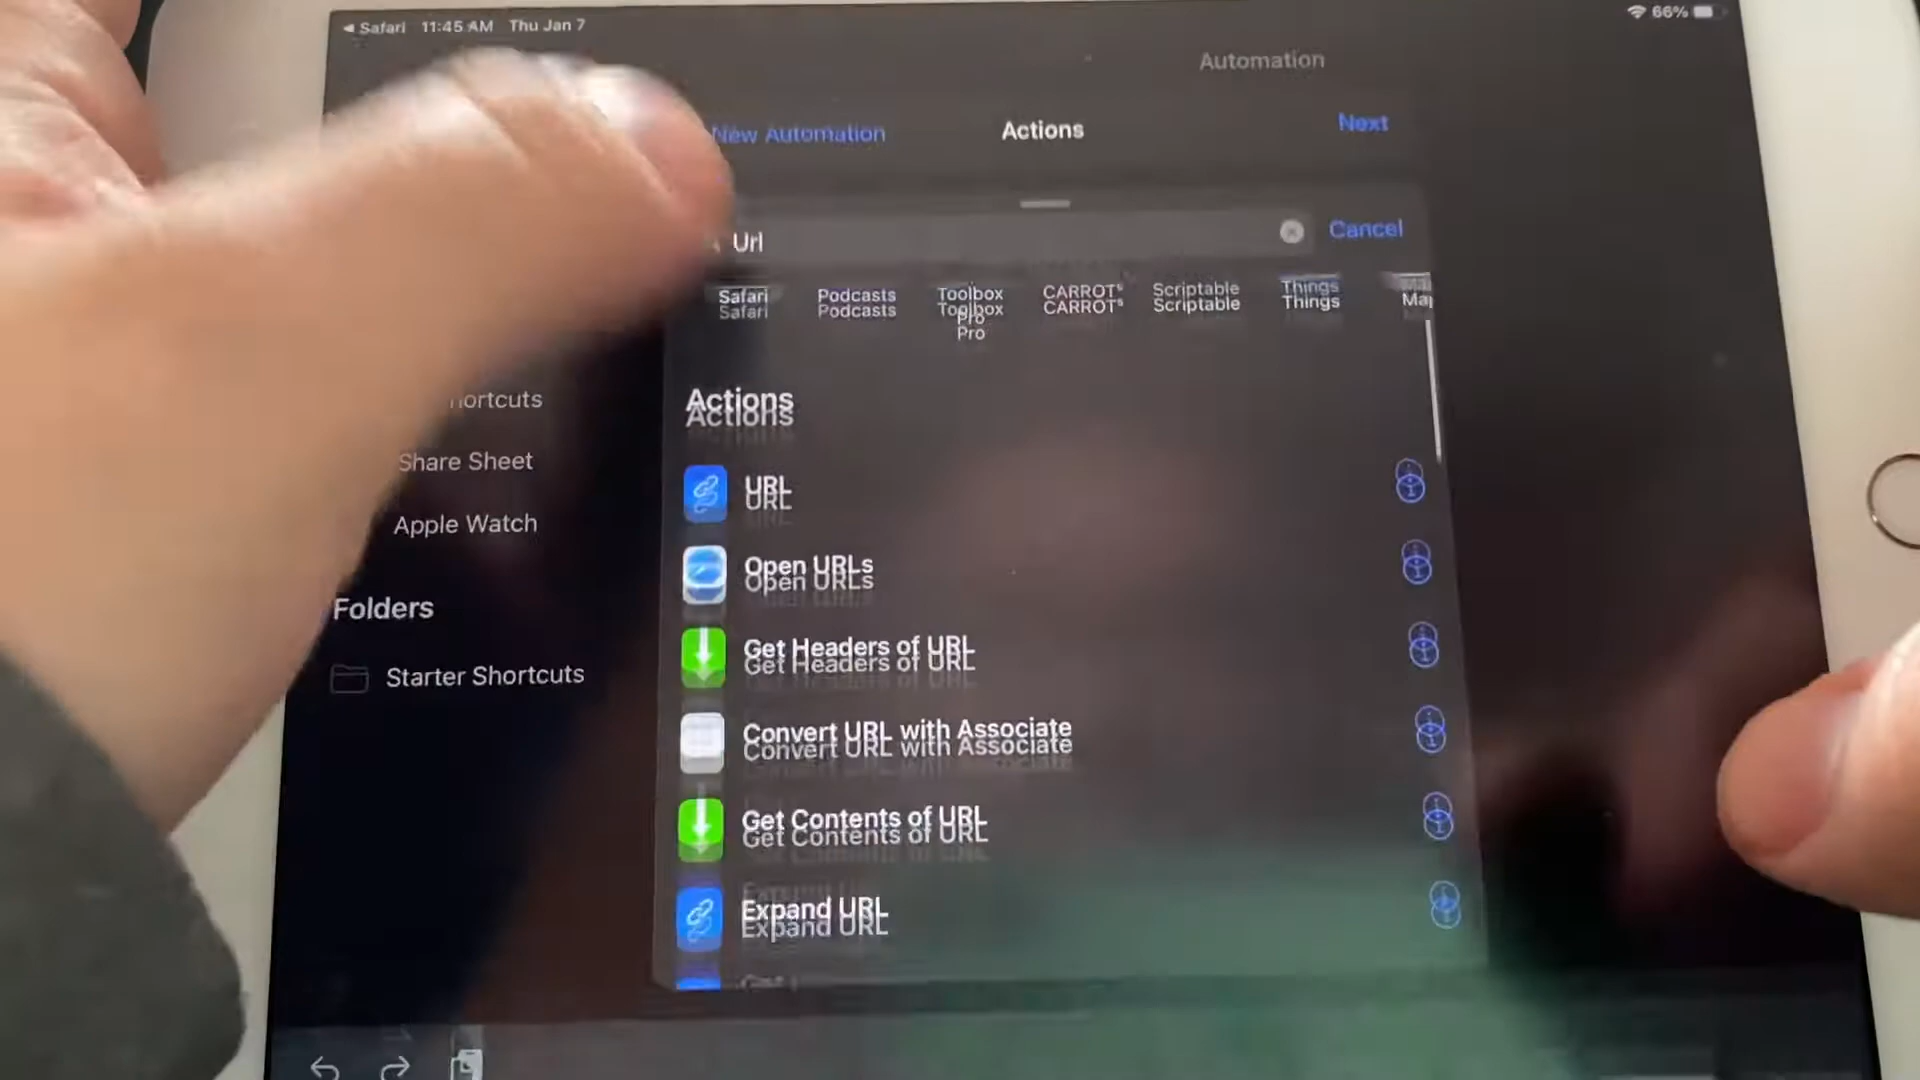 Safari 11:45 AM Thu Jan 7
66%
Automation
New Automation
Actions
Next
Url
Cancel
Safari
Podcasts
Toolbox Pro
Scriptable
Things
Actions
URL
Open URLs
Get Headers of URL
Convert URL with Associate
Get Contents of URL
Expand URL
Share Sheet
Apple Watch
Folders
Starter Shortcuts